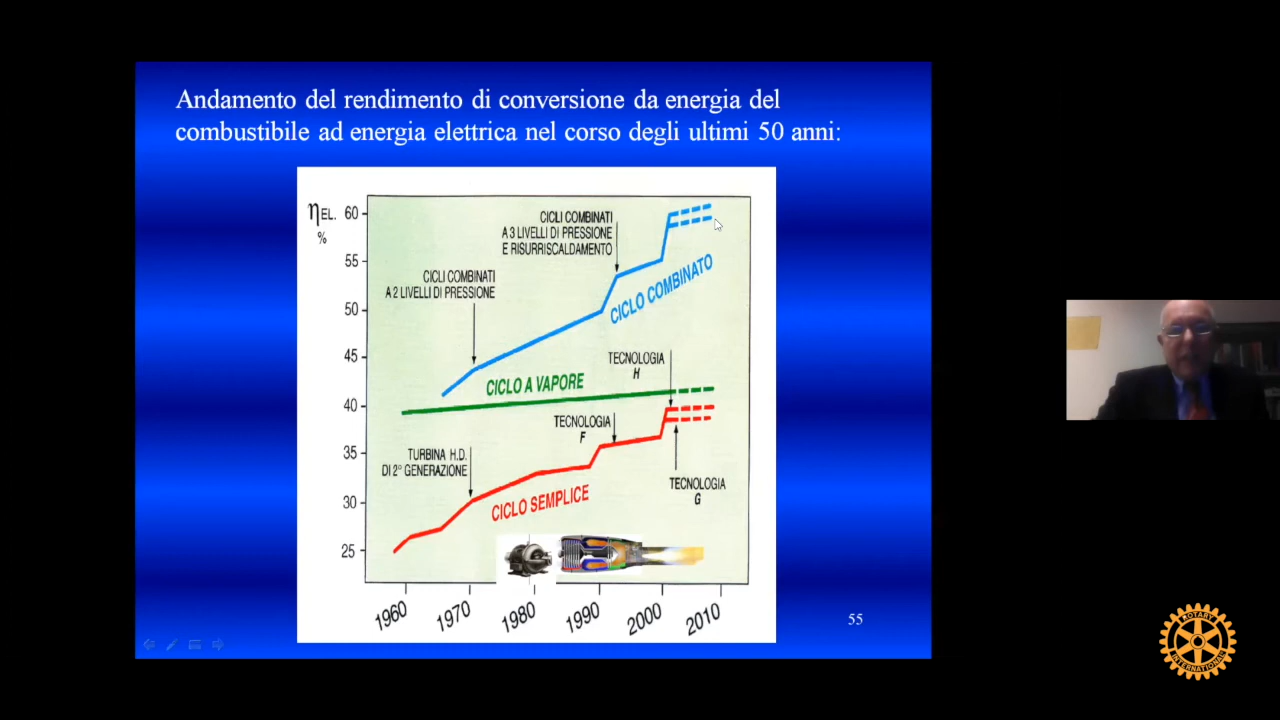 Andamento del rendimento di conversione da energia del
combustibile ad energia elettrica nel corso degli ultimi 50 anni:
ηEL.
%
60
55
50
45
40
35
30
25
CICLI COMBINATI
A 3 LIVELLI DI PRESSIONE
E RISURRISCALDAMENTO
CICLI COMBINATI
A 2 LIVELLI DI PRESSIONE
CICLO COMBINATO
TECNOLOGIA
H
CICLO A VAPORE
TECNOLOGIA
F
TURBINA H.D.
DI 2° GENERAZIONE
TECNOLOGIA
G
CICLO SEMPLICE
1960
1970
1980
1990
2000
2010
55
ROTARY
INTERNATIONAL